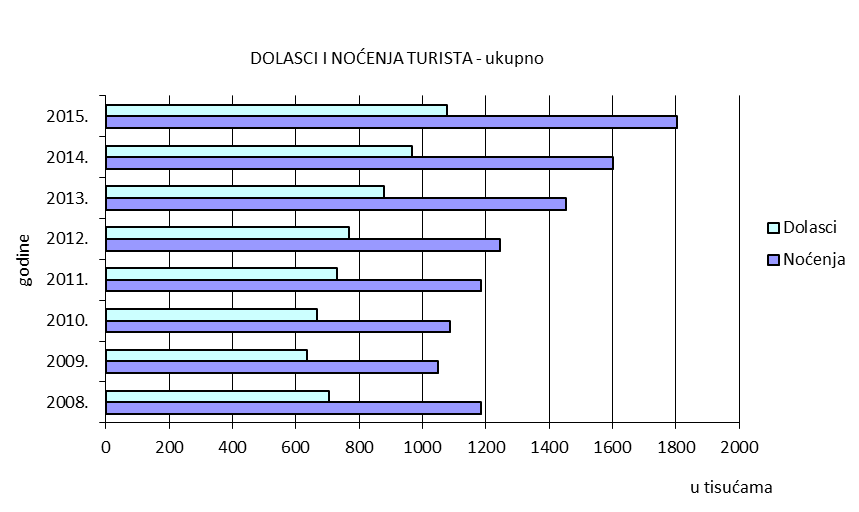 DOLASCI I NOĆENJA TURISTA - ukupno
2015.
2014.
2013.
2012.
2011.
2010.
2009.
2008.
godine
0 200 400 600 800 1000 1200 1400 1600 1800 2000
u tisućama
Dolasci
Noćenja